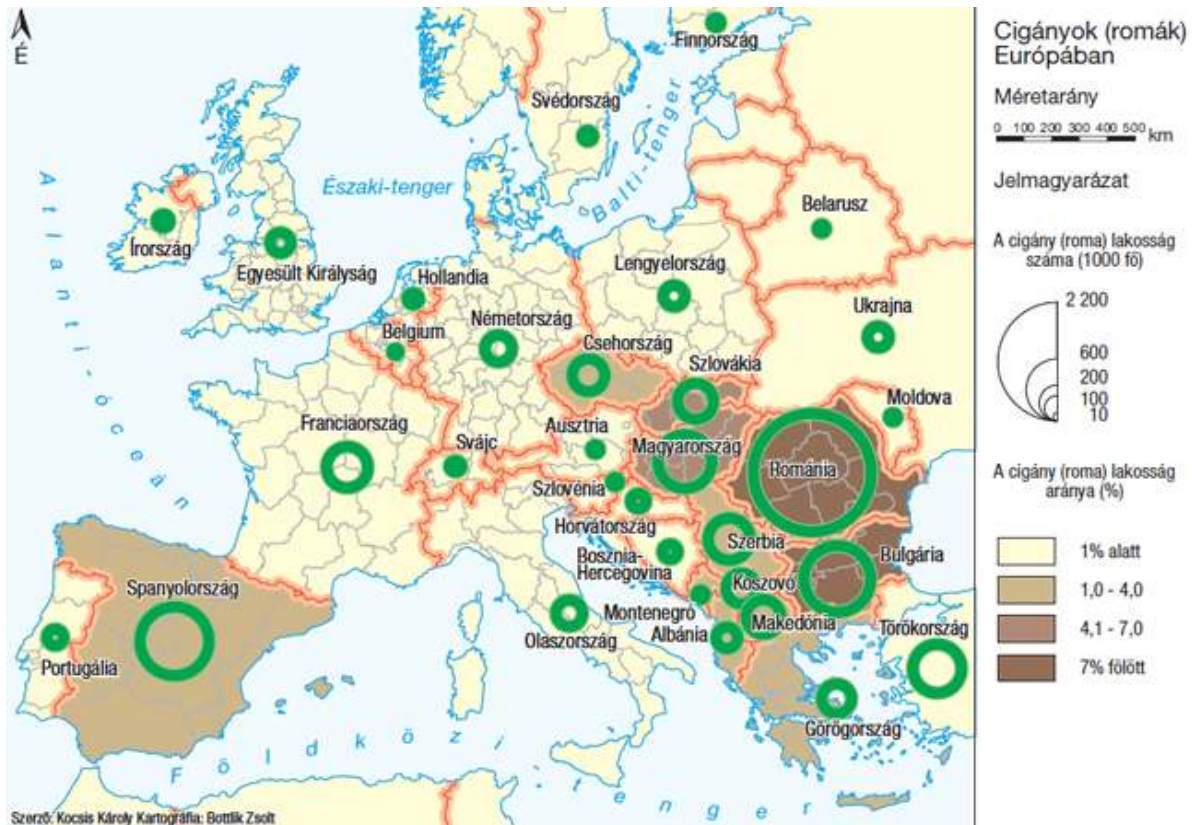 É
Cigányok (romák)
Európában
Méretarány
0 100 200 300 400 500 km
Jelmagyarázat
A cigány (roma) lakosság
száma (1000 fő)
2 200
600
200
100
10
A cigány (roma) lakosság
aránya (%)
1% alatt
1,0 - 4,0
4,1 - 7,0
7% fölött
Finnország
Svédország
Balti-tenger
Északi-tenger
Atlanti-óceán
Írország
Egyesült Királyság
Hollandia
Belgium
Németország
Lengyelország
Belarusz
Ukrajna
Csehország
Szlovákia
Moldova
Franciaország
Svájc
Ausztria
Magyarország
Románia
Szlovénia
Horvátország
Bosznia-
Hercegovina
Szerbia
Bulgária
Koszovó
Montenegró
Makedónia
Albánia
Törökország
Spanyolország
Portugália
Olaszország
Görögország
Földközi-tenger
Szerző: Kocsis Károly Kartográfia: Bottlik Zsolt